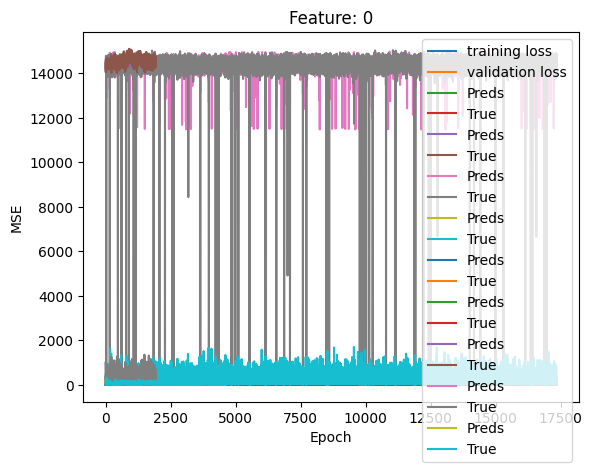 Feature: 0
MSE
14000
12000
10000
8000
6000
4000
2000
0
0
2500
5000
7500
10000
12500
15000
17500
Epoch
training loss
validation loss
Preds
True
Preds
True
Preds
True
Preds
True
Preds
True
Preds
True
Preds
True
Preds
True
Preds
True